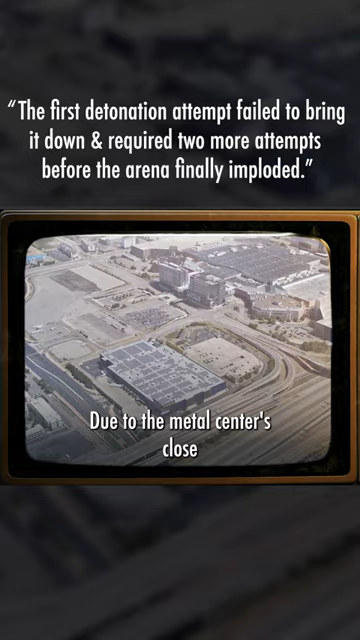 “The first detonation attempt failed to bring
it down & required two more attempts
before the arena finally imploded.”
Due to the metal center's
close